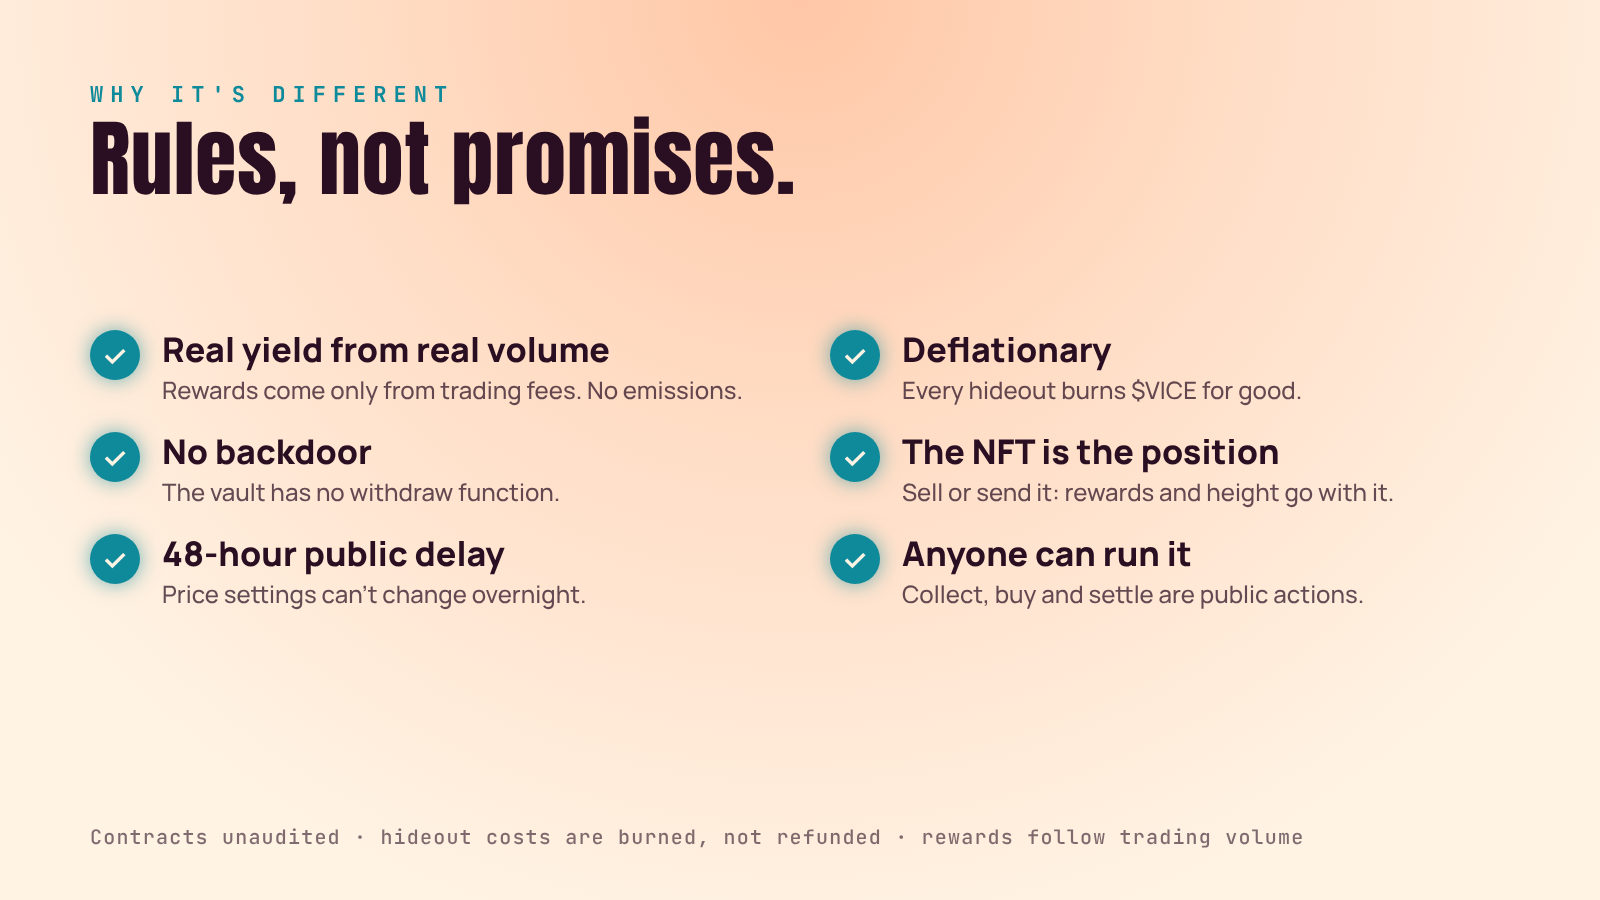 WHY IT'S DIFFERENT
Rules, not promises.
Real yield from real volume
Rewards come only from trading fees. No emissions.
No backdoor
The vault has no withdraw function.
48-hour public delay
Price settings can’t change overnight.
Deflationary
Every hideout burns $VICE for good.
The NFT is the position
Sell or send it: rewards and height go with it.
Anyone can run it
Collect, buy and settle are public actions.
Contracts unaudited · hideout costs are burned, not refunded · rewards follow trading volume